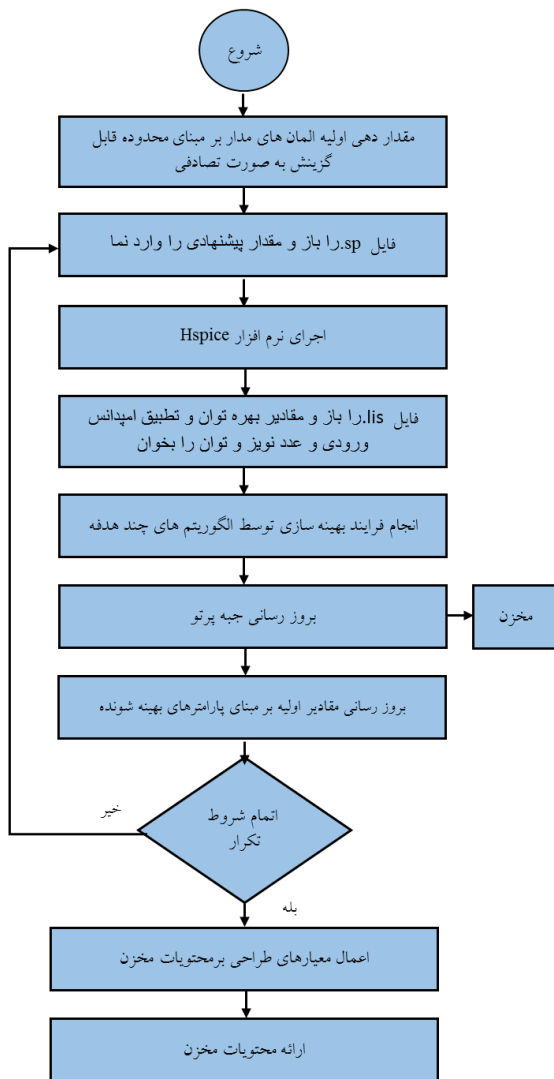 شروع
مقدار دهی اولیه المان های مدار بر مبنای محدوده قابل
گزینش به صورت تصادفی
فایل sp.را باز و مقدار پیشنهادی را وارد نما
اجرای نرم افزار Hspice
فایل lis.را باز و مقادیر بهره توان و تطبیق امپدانس
ورودی و عدد نویز و توان را بخوان
انجام فرایند بهینه سازی توسط الگوریتم های چند هدفه
بروز رسانی جبه پرتو
مخزن
بروز رسانی مقادیر اولیه بر مبنای پارامترهای بهینه شونده
اتمام شروط
تکرار
خیر
بله
اعمال معیارهای طراحی برمحتویات مخزن
ارائه محتویات مخزن